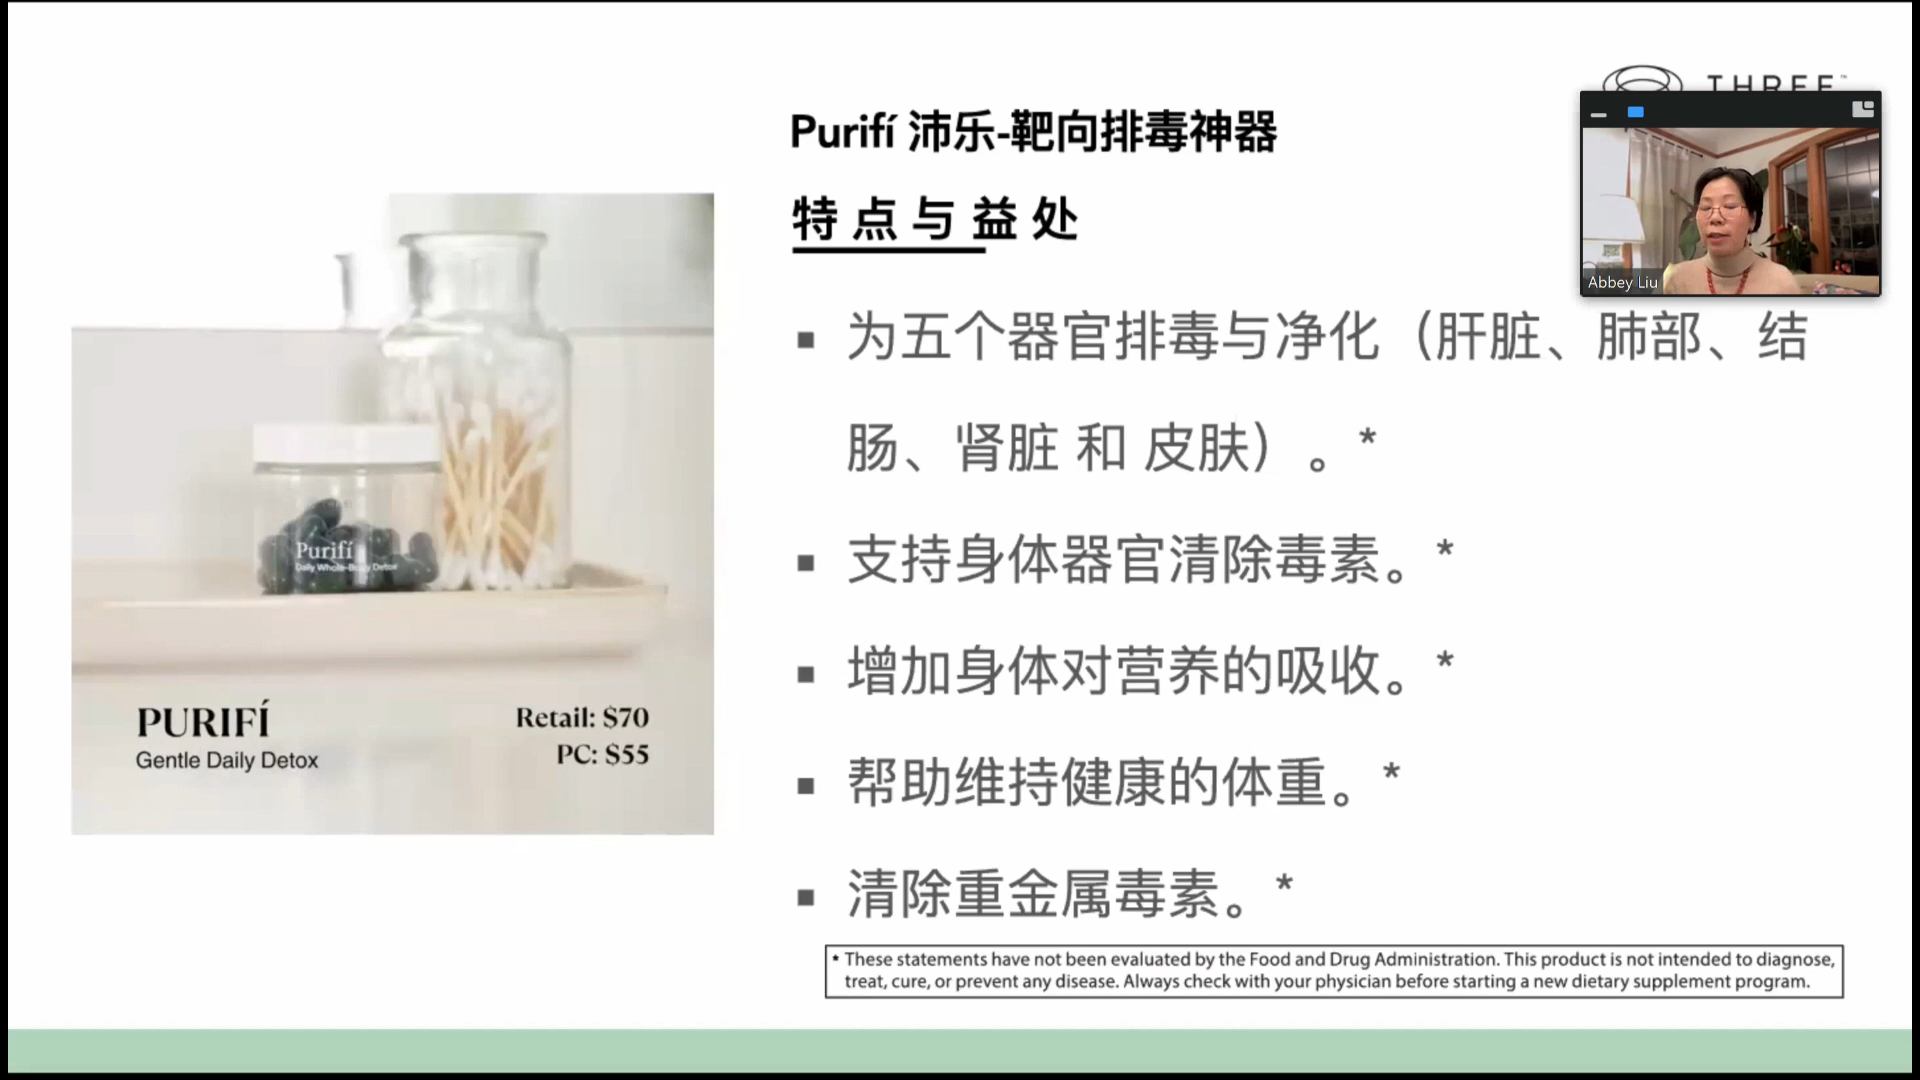 THREE
Purifí 沛乐-靶向排毒神器
特点与益处
Abbey Liu
▪ 为五个器官排毒与净化（肝脏、肺部、结
肠、肾脏 和 皮肤）。*
▪ 支持身体器官清除毒素。*
▪ 增加身体对营养的吸收。*
▪ 帮助维持健康的体重。*
▪ 清除重金属毒素。*
Purifí
Daily Whole-Body Detox
PURIFÍ
Gentle Daily Detox
Retail: $70
PC: $55
* These statements have not been evaluated by the Food and Drug Administration. This product is not intended to diagnose,
treat, cure, or prevent any disease. Always check with your physician before starting a new dietary supplement program.